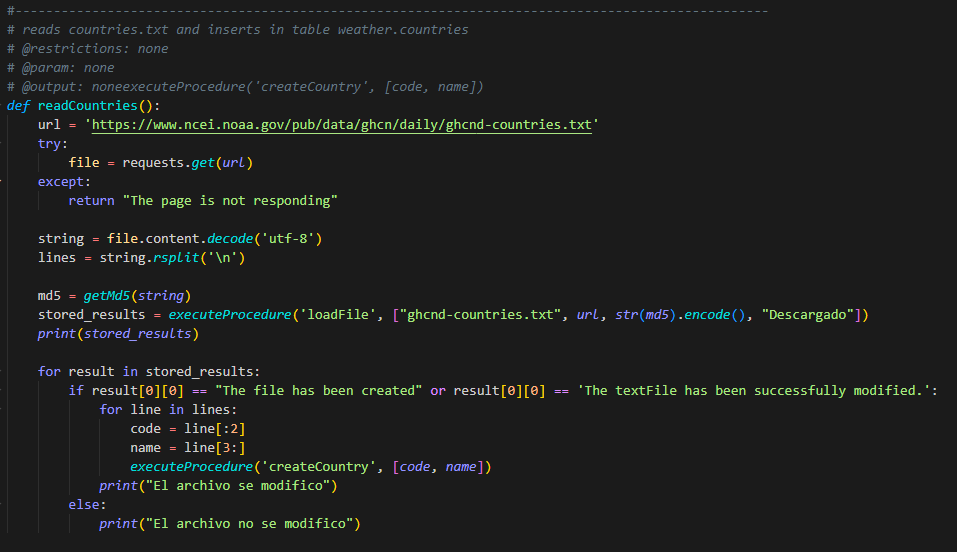 #--------------------------------------------------------------------------------------------------
# reads countries.txt and inserts in table weather.countries
# @restrictions: none
# @param: none
# @output: noneexecuteProcedure('createCountry', [code, name])
def readCountries():
    url = 'https://www.ncei.noaa.gov/pub/data/ghcn/daily/ghcnd-countries.txt'
    try:
        file = requests.get(url)
    except:
        return "The page is not responding"

    string = file.content.decode('utf-8')
    lines = string.rsplit('\n')

    md5 = getMd5(string)
    stored_results = executeProcedure('loadFile', ["ghcnd-countries.txt", url, str(md5).encode(), "Descargado"])
    print(stored_results)

    for result in stored_results:
        if result[0][0] == "The file has been created" or result[0][0] == 'The textFile has been successfully modified.':
            for line in lines:
                code = line[:2]
                name = line[3:]
                executeProcedure('createCountry', [code, name])
            print("El archivo se modifico")
        else:
            print("El archivo no se modifico")